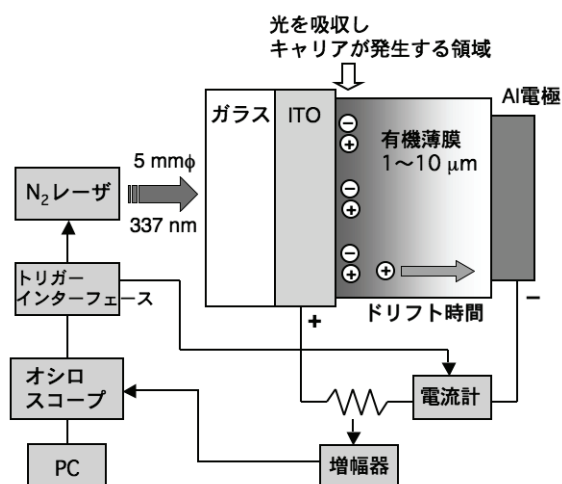 光を吸収し
キャリアが発生する領域
ガラス
ITO
Al電極
有機薄膜
1〜10 μm
5 mmφ
N₂レーザ
337 nm
トリガー
インターフェース
+
ドリフト時間
−
オシロ
スコープ
電流計
PC
増幅器